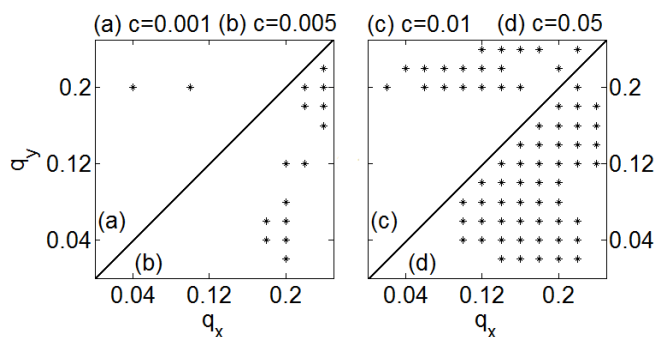 (a) c=0.001 (b) c=0.005 (c) c=0.01 (d) c=0.05
0.2 0.2
q_y 0.12 0.12
(a) (c)
0.04 0.04
(b) (d)
0.04 0.12 0.2 0.04 0.12 0.2
q_x q_x